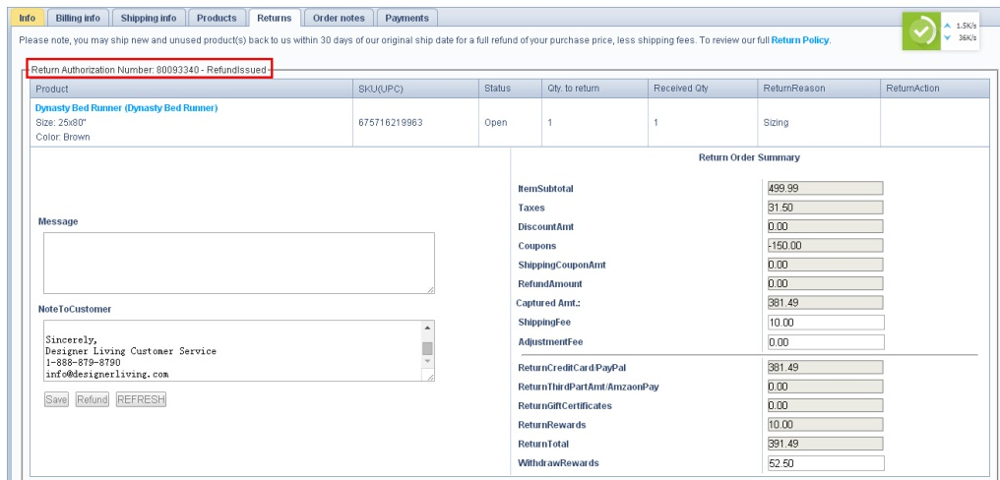 Info Billing info Shipping info Products Returns Order notes Payments
1.5K/s
36K/s
Please note, you may ship new and unused product(s) back to us within 30 days of our original ship date for a full refund of your purchase price, less shipping fees. To review our full Return Policy.
Return Authorization Number: 80093340 - RefundIssued
Product SKU(UPC) Status Qty. to return Received Qty ReturnReason ReturnAction
Dynasty Bed Runner (Dynasty Bed Runner)
Size: 25x80"
Color: Brown
675716219963 Open 1 1 Sizing
Return Order Summary
Message
NoteToCustomer
Sincerely,
Designer Living Customer Service
1-888-879-8790
info@designerliving.com
Save Refund REFRESH
ItemSubtotal 499.99
Taxes 31.50
DiscountAmt 0.00
Coupons -150.00
ShippingCouponAmt 0.00
RefundAmount 0.00
Captured Amt.: 381.49
ShippingFee 10.00
AdjustmentFee 0.00
ReturnCreditCard/PayPal 381.49
ReturnThirdPartAmt/AmzaonPay 0.00
ReturnGiftCertificates 0.00
ReturnRewards 10.00
ReturnTotal 391.49
WithdrawRewards 52.50